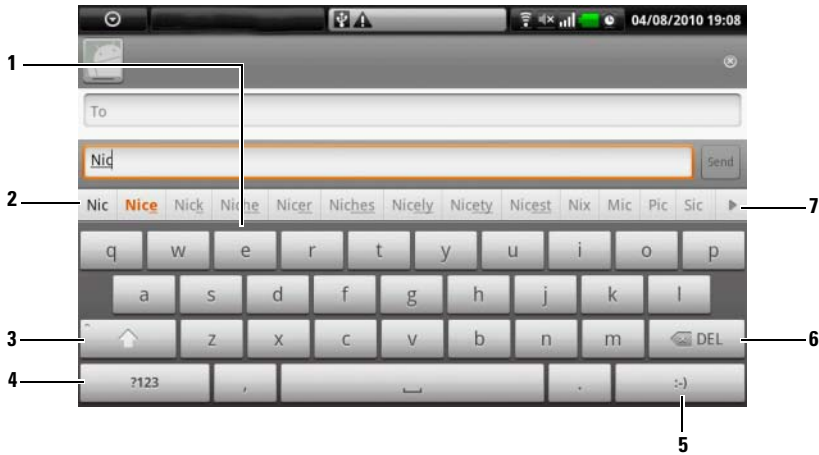 04/08/2010 19:08
1
To
Nic
Send
2
Nic Nice Nick Niche Nicer Niches Nicely Nicety Nicest Nix Mic Pic Sic
7
q w e r t y u i o p
a s d f g h j k l
3
z x c v b n m DEL
6
4
?123 , . :-)
5